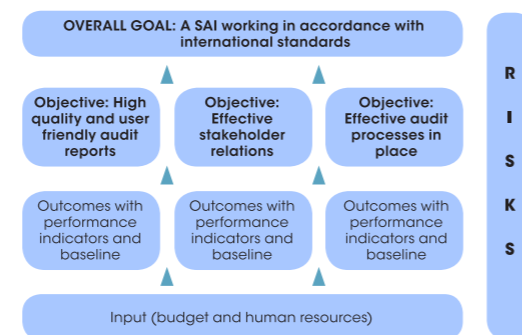 OVERALL GOAL: A SAI working in accordance with
international standards
Objective: High
quality and user
friendly audit
reports
Objective:
Effective
stakeholder
relations
Objective:
Effective audit
processes in
place
Outcomes with
performance
indicators and
baseline
Outcomes with
performance
indicators and
baseline
Outcomes with
performance
indicators and
baseline
Input (budget and human resources)
R
I
S
K
S